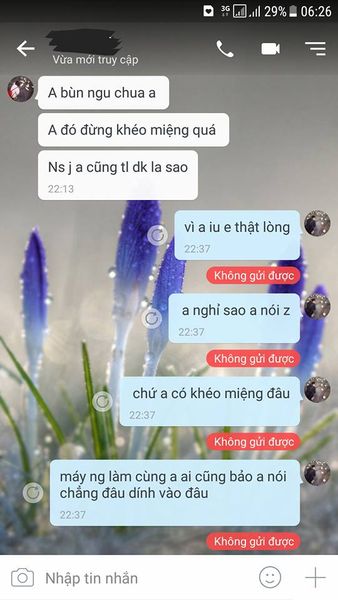 3G
29%
06:26
Vừa mới truy cập
A bùn ngu chua a
A đó đừng khéo miệng quá
Ns j a cũng tl dk la sao
22:13
vì a iu e thật lòng
22:37
Không gửi được
a nghỉ sao a nói z
22:37
Không gửi được
chứ a có khéo miệng đâu
22:37
Không gửi được
máy ng làm cùng a ai cũng bảo a nói
chẳng đâu dính vào đâu
22:37
Không gửi được
Nhập tin nhắn